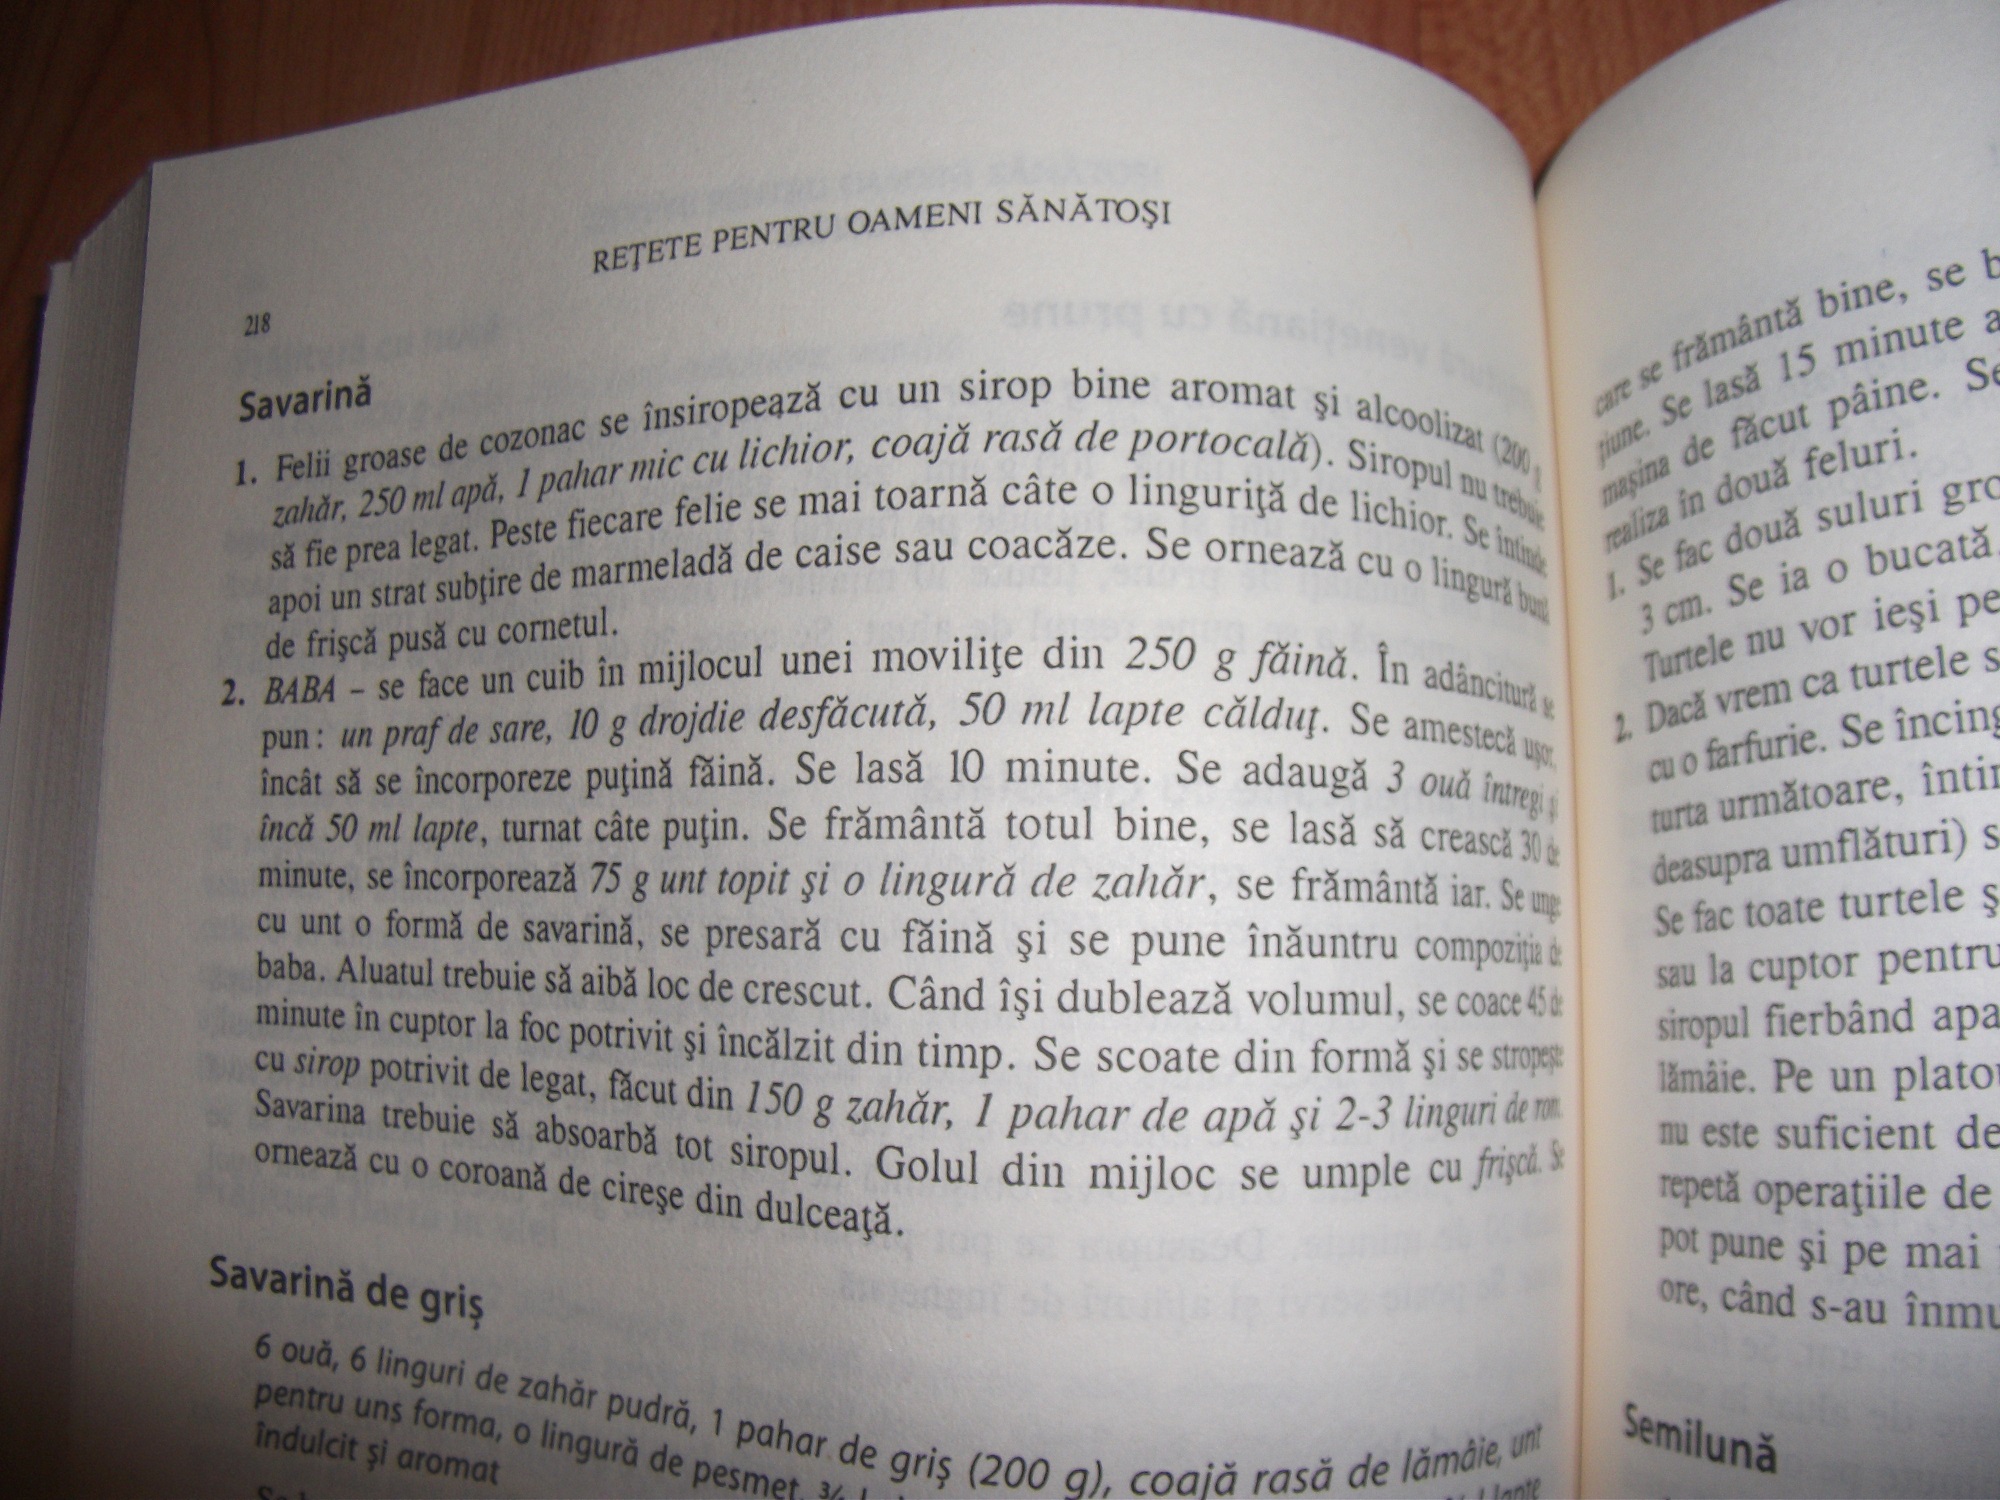 REŢETE PENTRU OAMENI SĂNĂTOŞI
218
Savarină
1. Felii groase de cozonac se însiropează cu un sirop bine aromat şi alcoolizat (200 g
zahăr, 250 ml apă, 1 pahar mic cu lichior, coajă rasă de portocală). Siropul nu trebuie
să fie prea legat. Peste fiecare felie se mai toarnă câte o linguriţă de lichior. Se întinde
apoi un strat subţire de marmeladă de caise sau coacăze. Se ornează cu o lingură bună
de frişcă pusă cu cornetul.
2. BABA – se face un cuib în mijlocul unei moviliţe din 250 g făină. În adâncitură se
pun: un praf de sare, 10 g drojdie desfăcută, 50 ml lapte călduţ. Se amestecă uşor,
încât să se încorporeze puţină făină. Se lasă 10 minute. Se adaugă 3 ouă întregi şi
încă 50 ml lapte, turnat câte puţin. Se frământă totul bine, se lasă să crească 30 de
minute, se încorporează 75 g unt topit şi o lingură de zahăr, se frământă iar. Se unge
cu unt o formă de savarină, se presară cu făină şi se pune înăuntru compoziţia de
baba. Aluatul trebuie să aibă loc de crescut. Când îşi dublează volumul, se coace 45 de
minute în cuptor la foc potrivit şi încălzit din timp. Se scoate din formă şi se stropeşte
cu sirop potrivit de legat, făcut din 150 g zahăr, 1 pahar de apă şi 2-3 linguri de rom.
Savarina trebuie să absoarbă tot siropul. Golul din mijloc se umple cu frişcă. Se
ornează cu o coroană de cireşe din dulceaţă.
Savarină de griş
6 ouă, 6 linguri de zahăr pudră, 1 pahar de griş (200 g), coajă rasă de lămâie, unt
pentru uns forma, o lingură de pesmet, ¾ lapte
îndulcit şi aromat
care se frământă bine, se b
ţiune. Se lasă 15 minute a
maşina de făcut pâine. Se
realiza în două feluri.
1. Se fac două suluri gro
3 cm. Se ia o bucată
Turtele nu vor ieşi pe
2. Dacă vrem ca turtele s
cu o farfurie. Se încing
turta următoare, întin
deasupra umflături) s
Se fac toate turtele ş
sau la cuptor pentru
siropul fierbând apa
lămâie. Pe un platou
nu este suficient de
repetă operaţiile de
pot pune şi pe mai
ore, când s-au înmu
Semilună